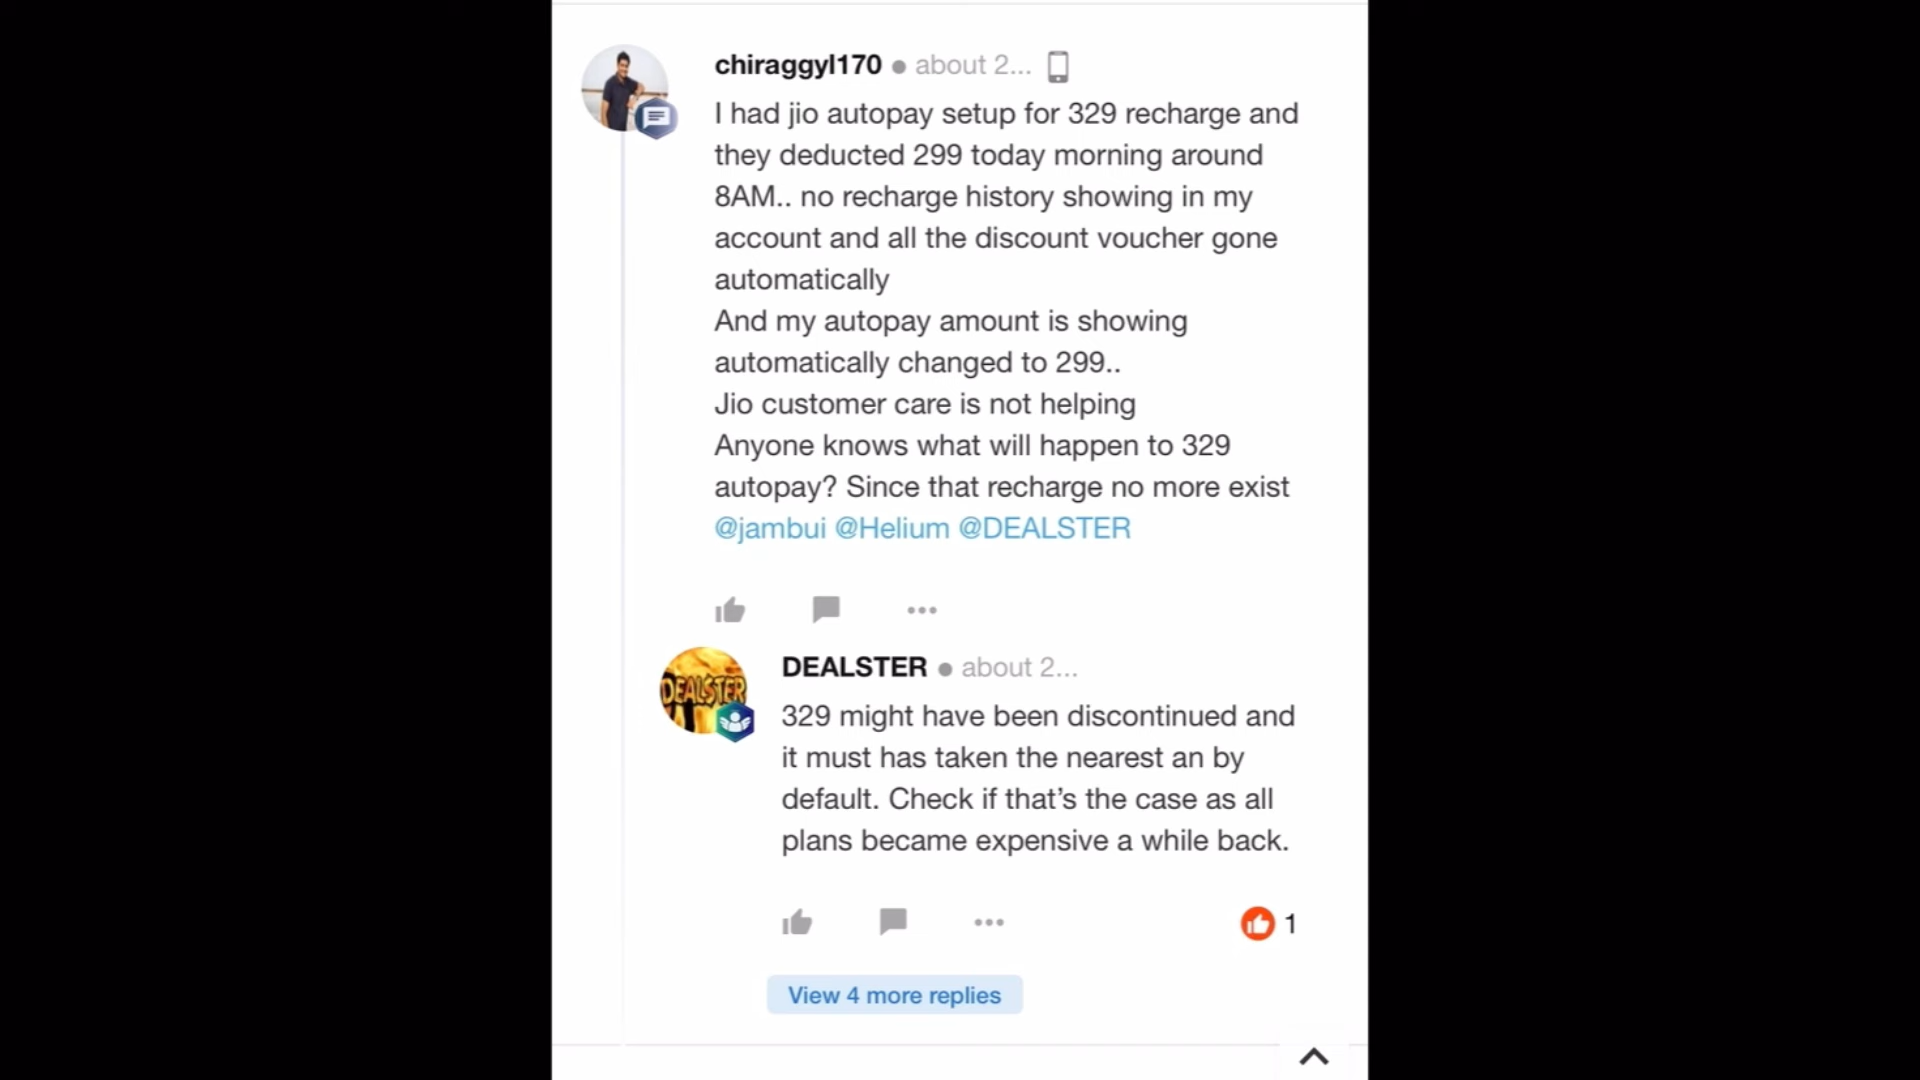 chiraggyl170 ● about 2...
I had jio autopay setup for 329 recharge and
they deducted 299 today morning around
8AM.. no recharge history showing in my
account and all the discount voucher gone
automatically
And my autopay amount is showing
automatically changed to 299..
Jio customer care is not helping
Anyone knows what will happen to 329
autopay? Since that recharge no more exist
@jambui @Helium @DEALSTER
DEALSTER
DEALSTER ● about 2...
329 might have been discontinued and
it must has taken the nearest an by
default. Check if that's the case as all
plans became expensive a while back.
1
View 4 more replies